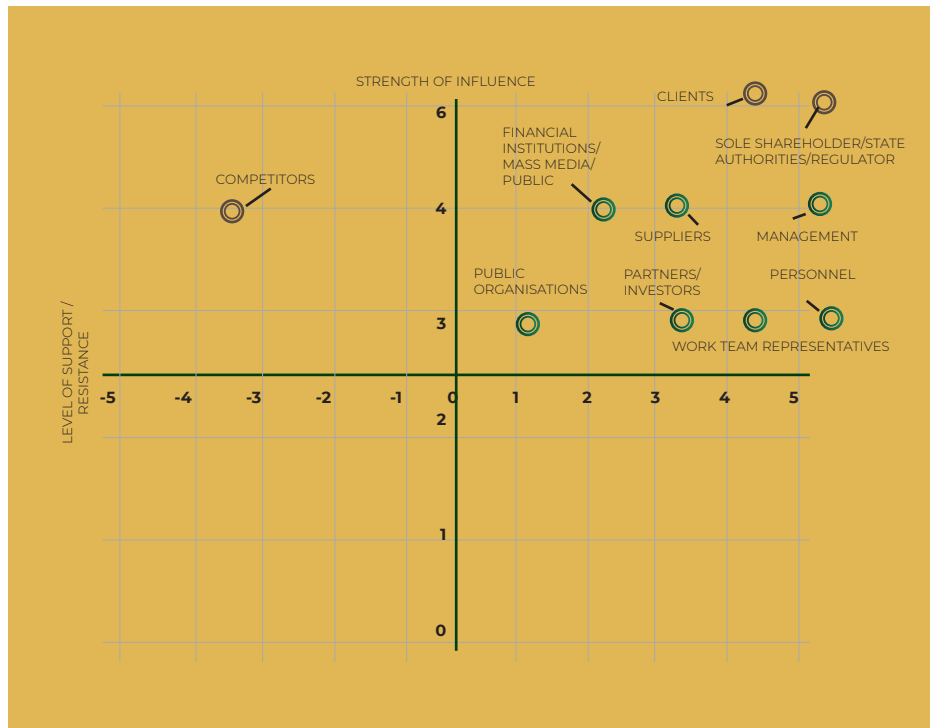 STRENGTH OF INFLUENCE
CLIENTS
6
SOLE SHAREHOLDER/STATE
AUTHORITIES/REGULATOR
FINANCIAL
INSTITUTIONS/
MASS MEDIA/
PUBLIC
COMPETITORS
4
SUPPLIERS
MANAGEMENT
PUBLIC
ORGANISATIONS
PARTNERS/
INVESTORS
PERSONNEL
3
WORK TEAM REPRESENTATIVES
LEVEL OF SUPPORT /
RESISTANCE
-5 -4 -3 -2 -1 0 1 2 3 4 5
2
1
0